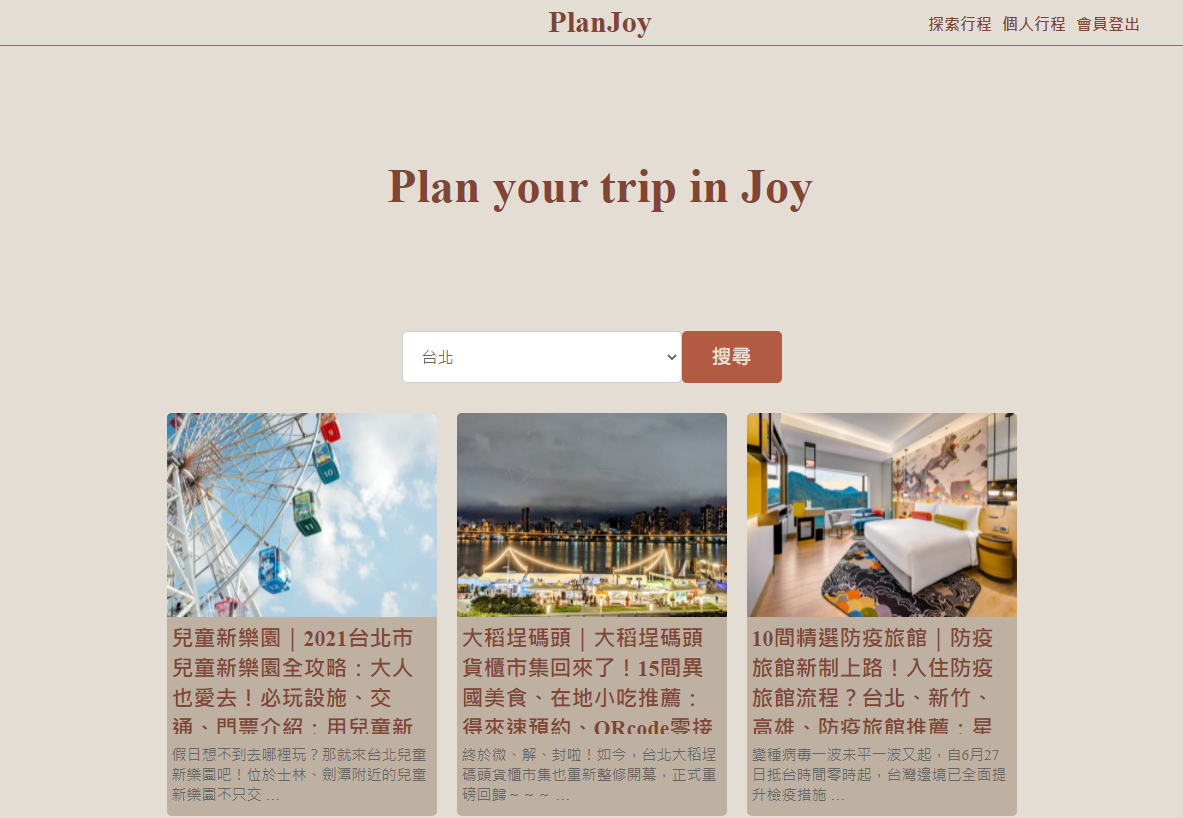 PlanJoy
探索行程 個人行程 會員登出
Plan your trip in Joy
台北
搜尋
9
10
11
兒童新樂園｜2021台北市
兒童新樂園全攻略：大人
也愛去！必玩設施、交
通、門票介紹；用兒童新
假日想不到去哪裡玩？那就來台北兒童
新樂園吧！位於士林、劍潭附近的兒童
新樂園不只交 ...
大稻埕碼頭｜大稻埕碼頭
貨櫃市集回來了！15間異
國美食、在地小吃推薦：
得來速預約、QRcode零接
終於微、解、封啦！如今，台北大稻埕
碼頭貨櫃市集也重新整修開幕，正式重
磅回歸～～～ ...
10間精選防疫旅館｜防疫
旅館新制上路！入住防疫
旅館流程？台北、新竹、
高雄、防疫旅館推薦：星
變種病毒一波未平一波又起，自6月27
日抵台時間零時起，台灣邊境已全面提
升檢疫措施 ...